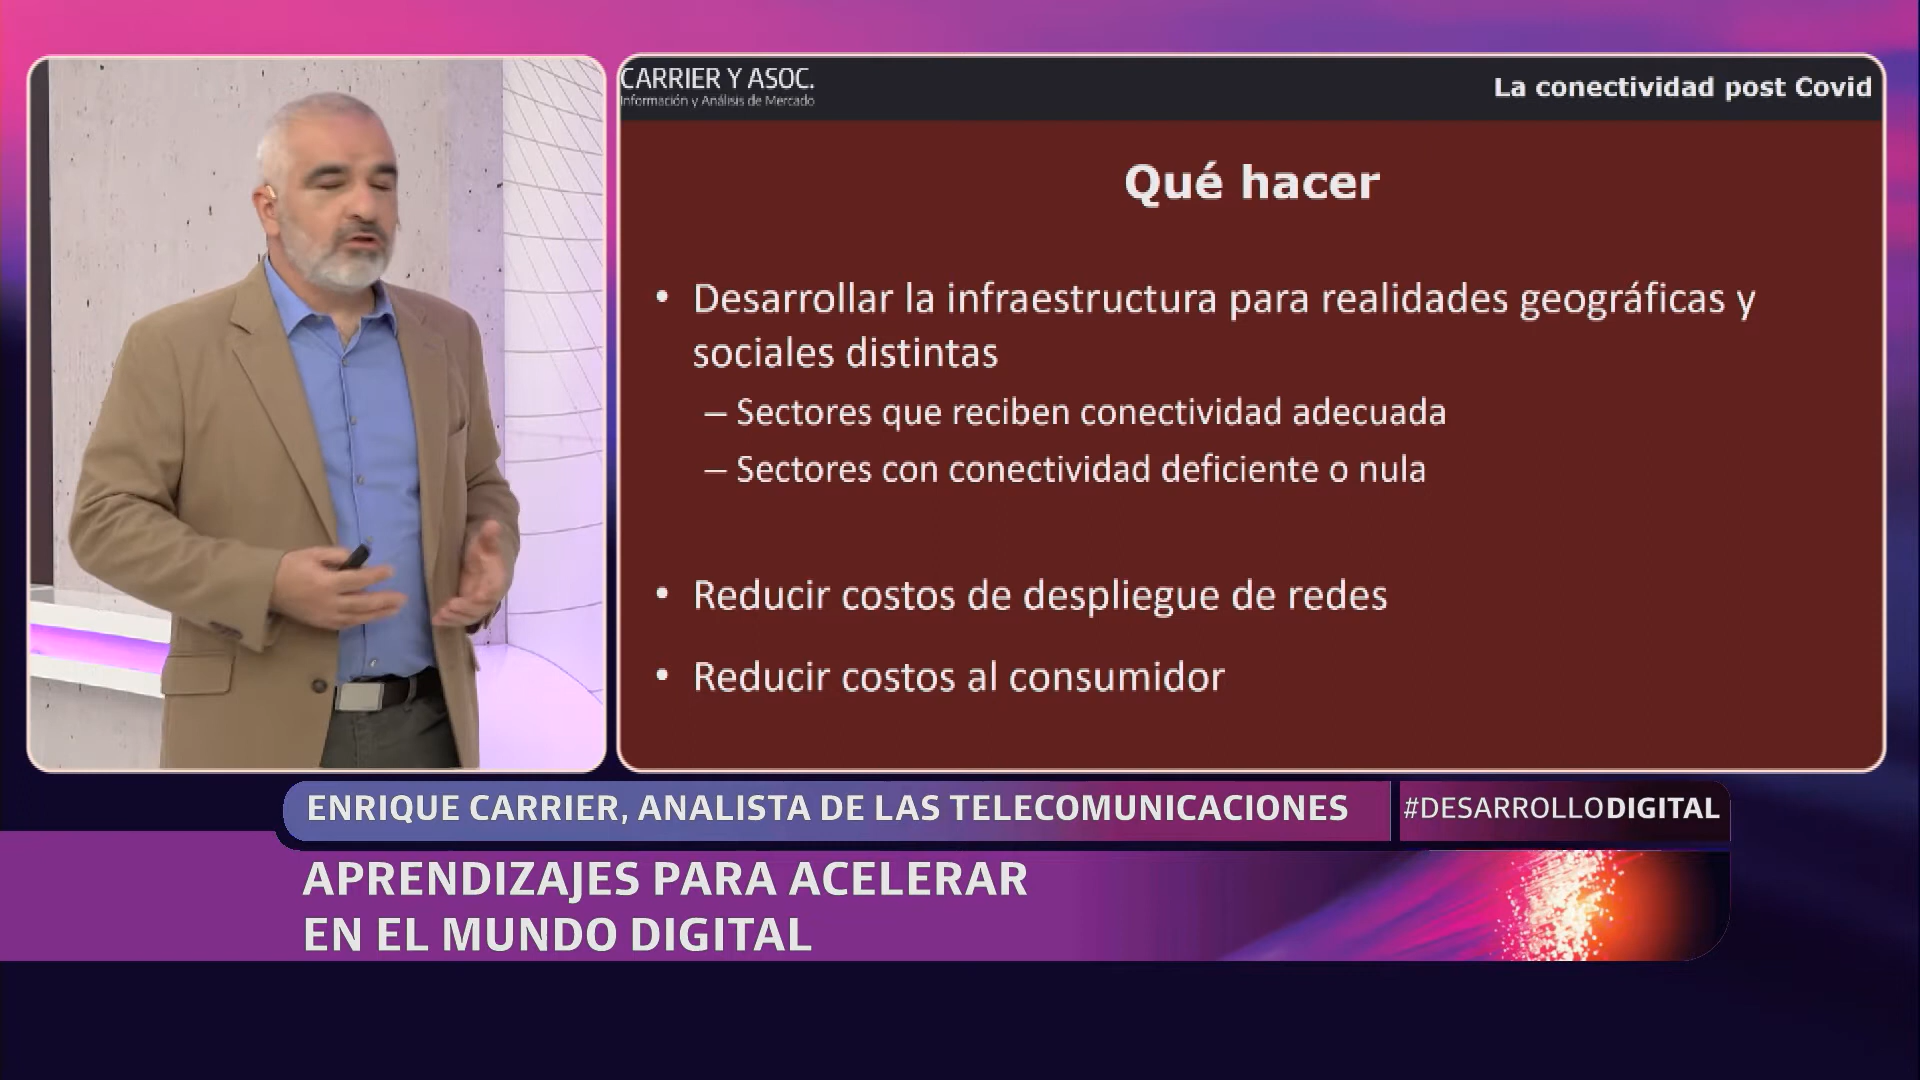 CARRIER Y ASOC.
Información y Análisis de Mercado
La conectividad post Covid
Qué hacer
• Desarrollar la infraestructura para realidades geográficas y
sociales distintas
– Sectores que reciben conectividad adecuada
– Sectores con conectividad deficiente o nula
• Reducir costos de despliegue de redes
• Reducir costos al consumidor
ENRIQUE CARRIER, ANALISTA DE LAS TELECOMUNICACIONES
#DESARROLLODIGITAL
APRENDIZAJES PARA ACELERAR
EN EL MUNDO DIGITAL